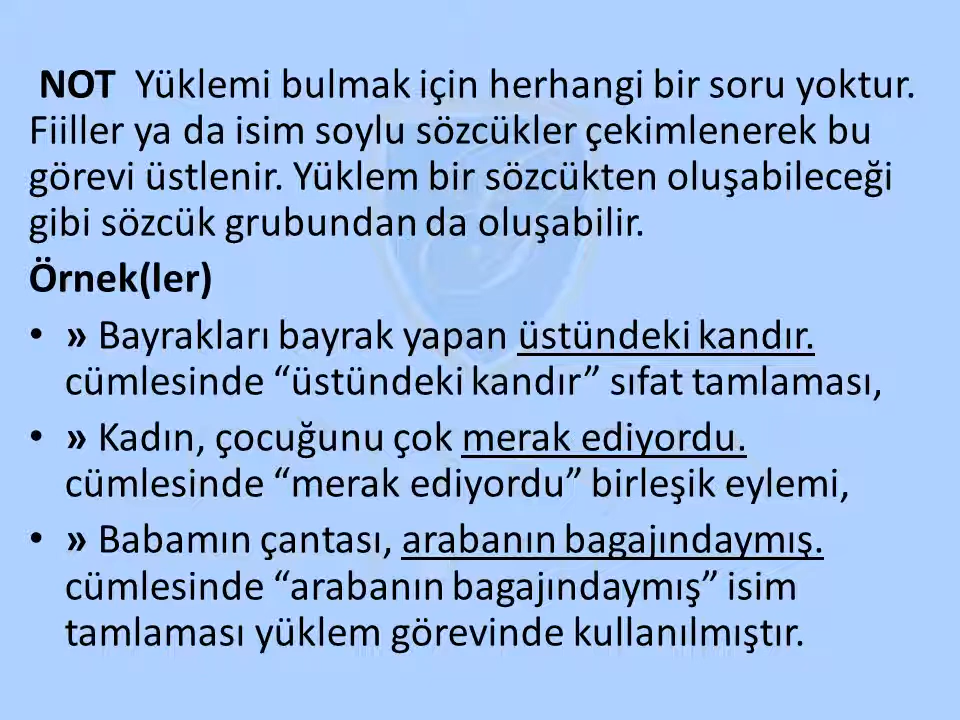 NOT Yüklemi bulmak için herhangi bir soru yoktur.
Fiiller ya da isim soylu sözcükler çekimlenerek bu
görevi üstlenir. Yüklem bir sözcükten oluşabileceği
gibi sözcük grubundan da oluşabilir.
Örnek(ler)
• » Bayrakları bayrak yapan üstündeki kandır.
cümlesinde “üstündeki kandır” sıfat tamlaması,
• » Kadın, çocuğunu çok merak ediyordu.
cümlesinde “merak ediyordu” birleşik eylemi,
• » Babamın çantası, arabanın bagajındaymış.
cümlesinde “arabanın bagajındaymış” isim
tamlaması yüklem görevinde kullanılmıştır.